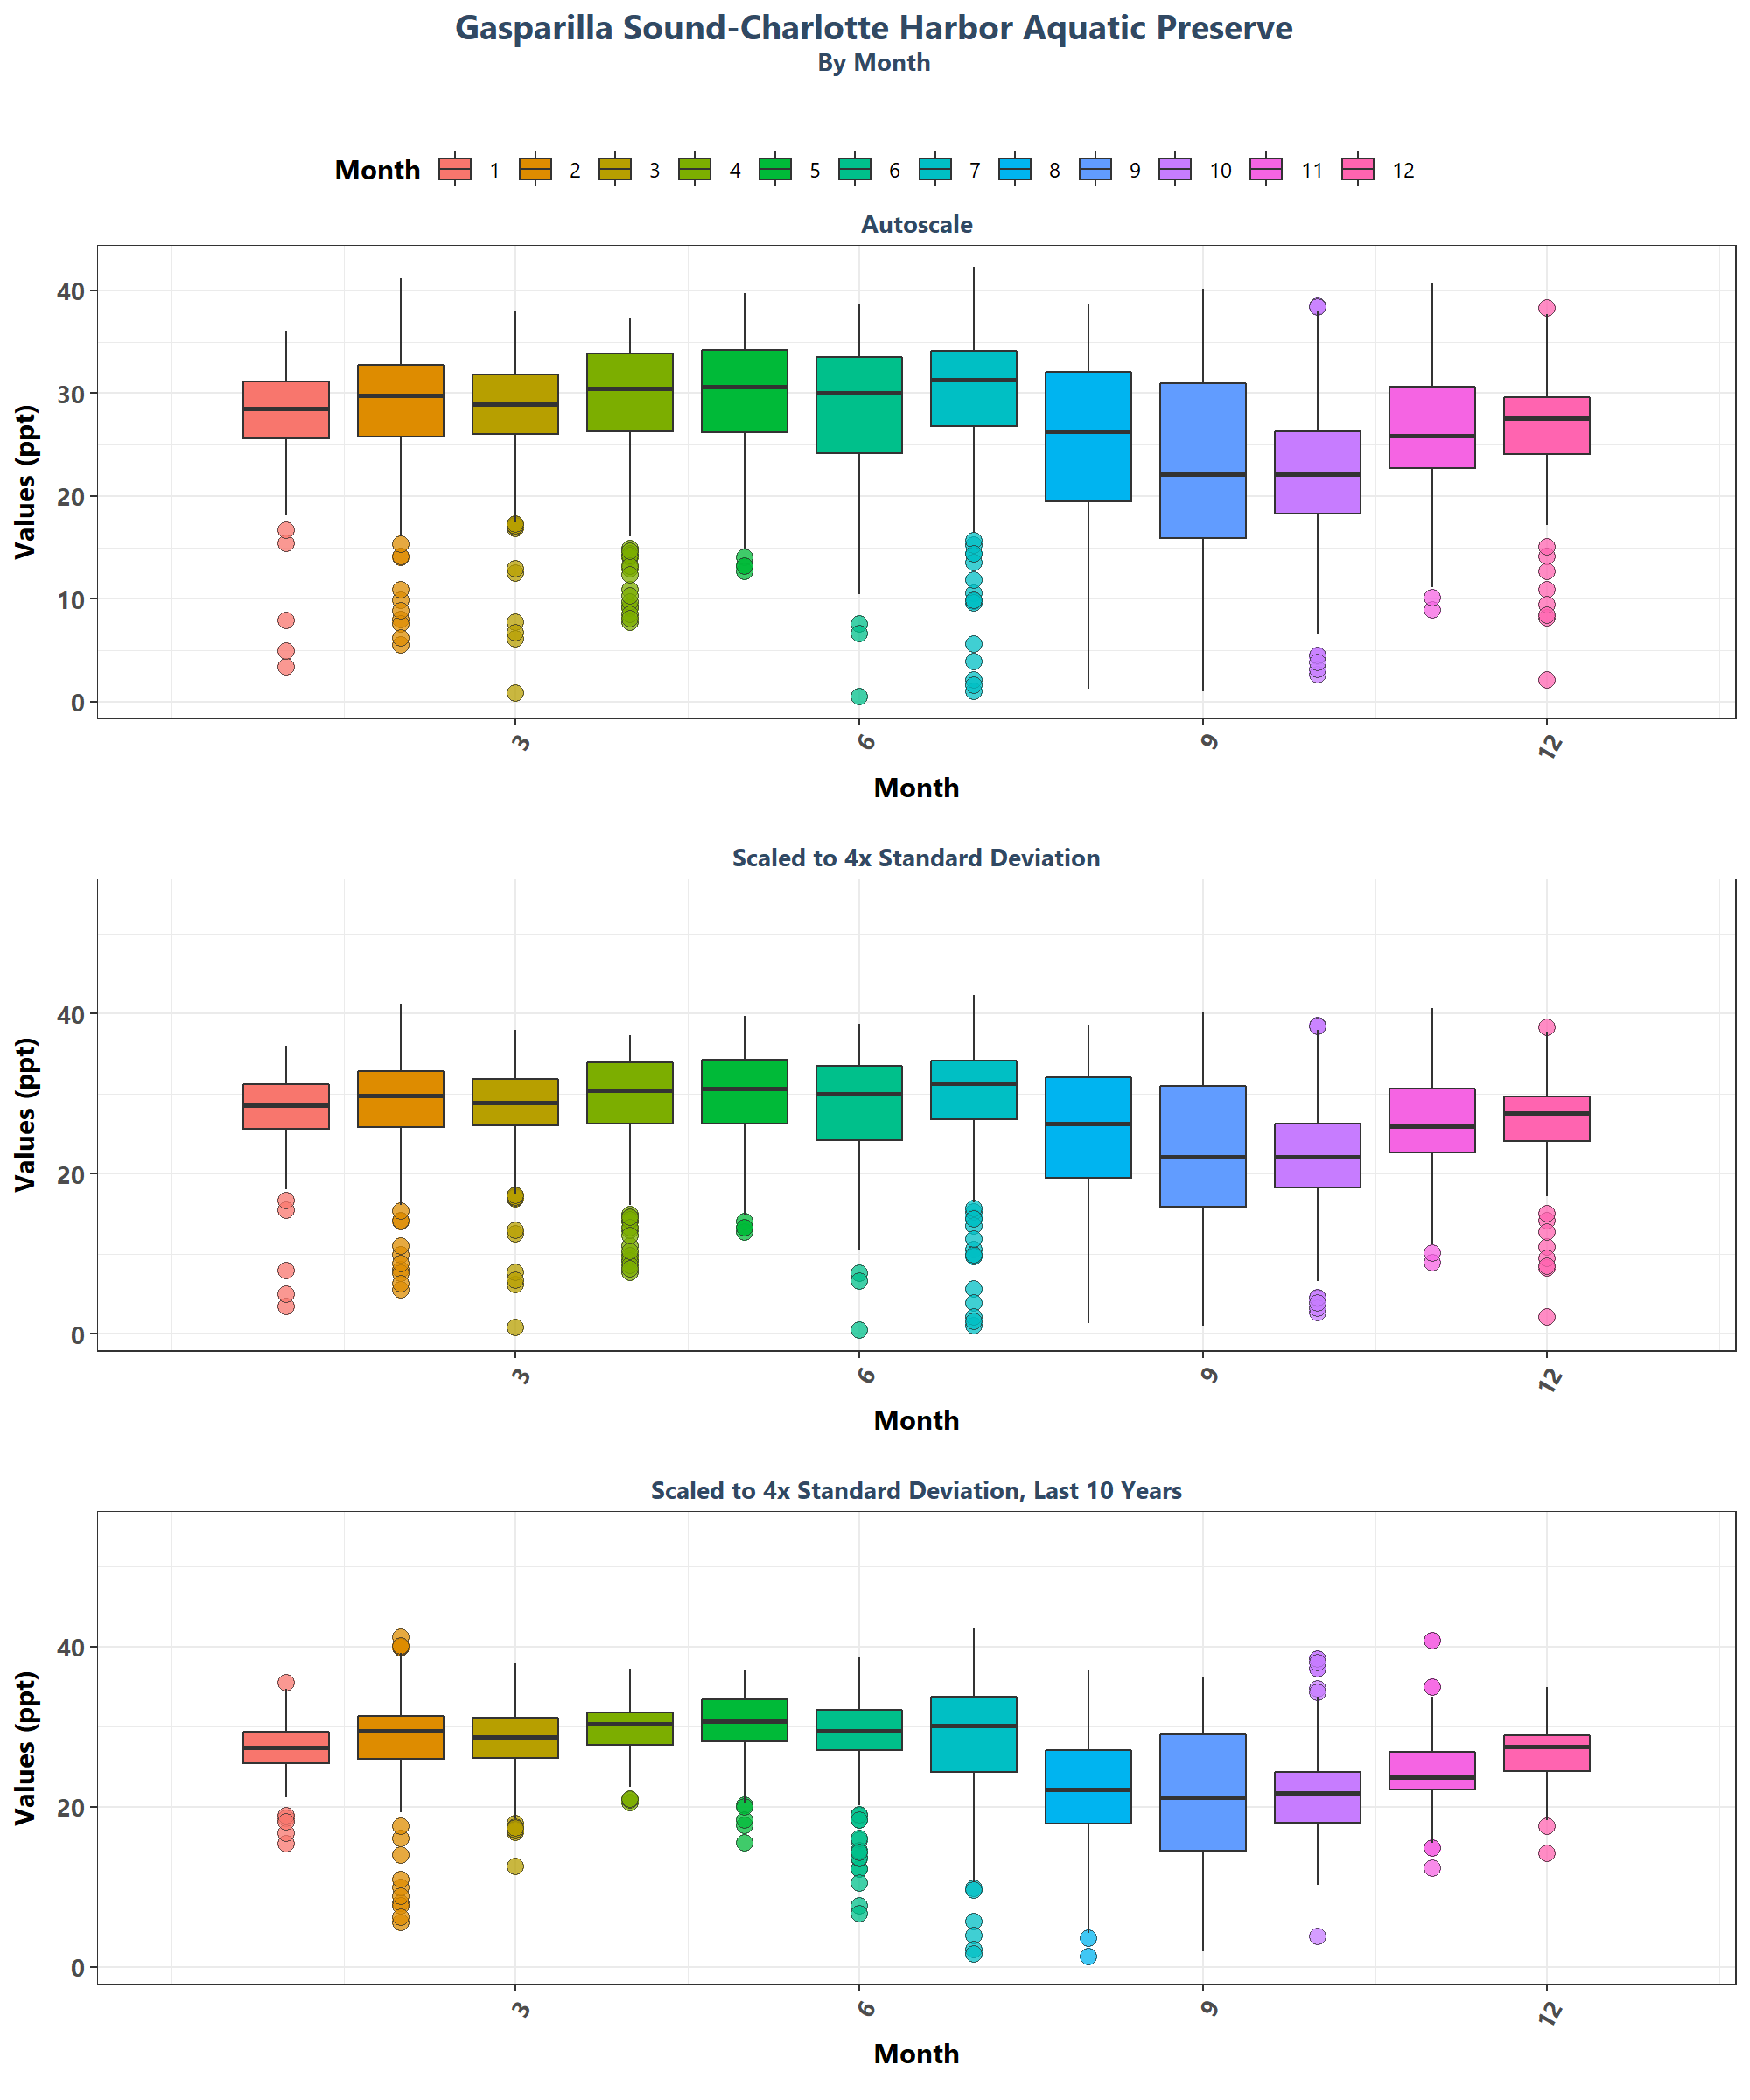 Gasparilla Sound-Charlotte Harbor Aquatic Preserve
By Month
Month 1 2 3 4 5 6 7 8 9 10 11 12
Autoscale
Values (ppt)
40
30
20
10
0
3 6 9 12
Month
Scaled to 4x Standard Deviation
Values (ppt)
40
20
0
3 6 9 12
Month
Scaled to 4x Standard Deviation, Last 10 Years
Values (ppt)
40
20
0
3 6 9 12
Month